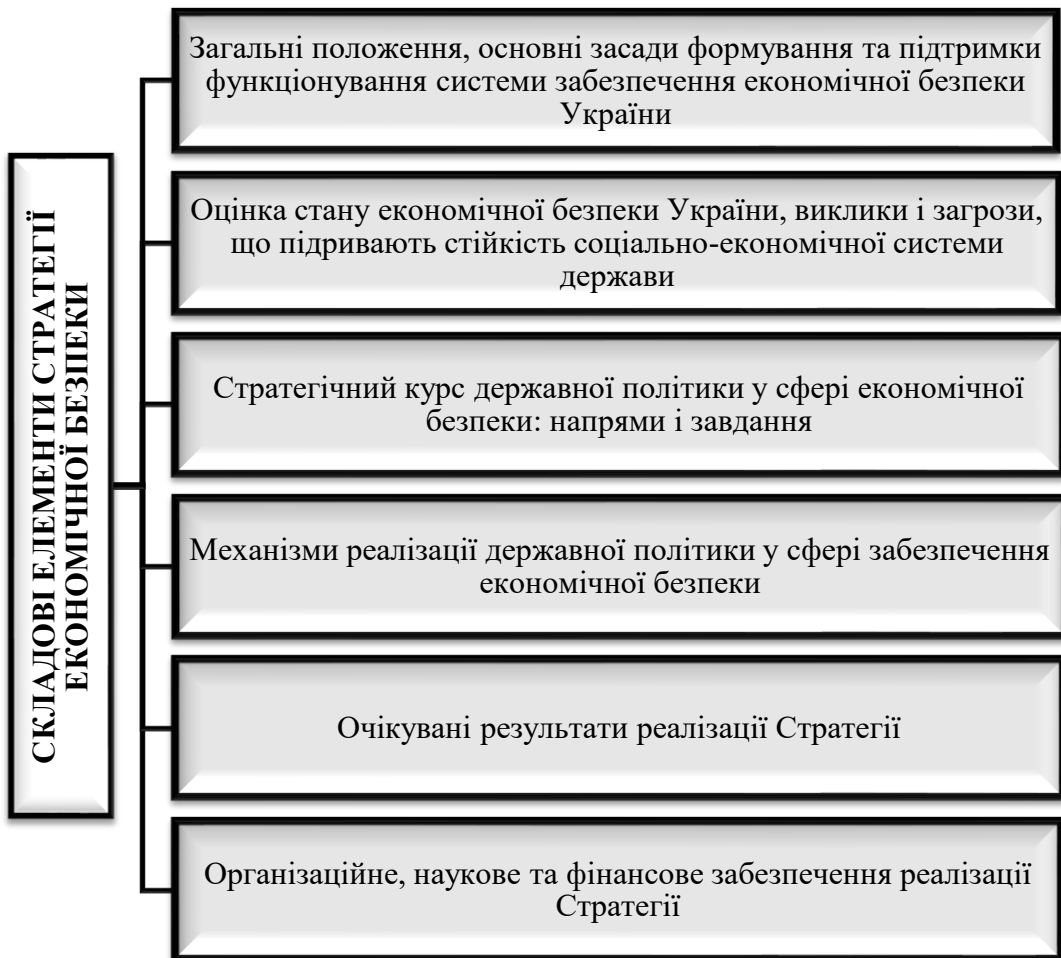 СКЛАДОВІ ЕЛЕМЕНТИ СТРАТЕГІЇ
ЕКОНОМІЧНОЇ БЕЗПЕКИ
Загальні положення, основні засади формування та підтримки
функціонування системи забезпечення економічної безпеки
України
Оцінка стану економічної безпеки України, виклики і загрози,
що підривають стійкість соціально-економічної системи
держави
Стратегічний курс державної політики у сфері економічної
безпеки: напрями і завдання
Механізми реалізації державної політики у сфері забезпечення
економічної безпеки
Очікувані результати реалізації Стратегії
Організаційне, наукове та фінансове забезпечення реалізації
Стратегії